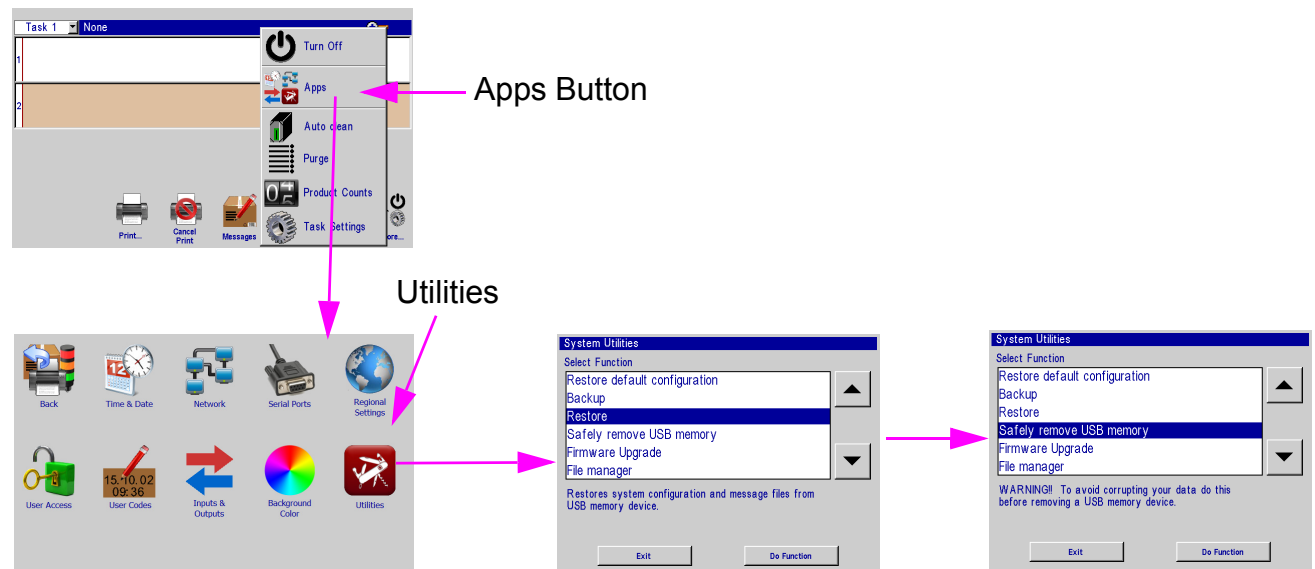 Task 1 None
1
2
Turn Off
Apps
Auto clean
Purge
Product Counts
Task Settings
Print...
Cancel
Print
Messages
ore...
Apps Button
Utilities
Back
Time & Date
Network
Serial Ports
Regional
Settings
User Access
15.10.02
09:36
User Codes
Inputs &
Outputs
Background
Color
Utilities
System Utilities
Select Function
Restore default configuration
Backup
Restore
Safely remove USB memory
Firmware Upgrade
File manager
Restores system configuration and message files from
USB memory device.
Exit Do Function
System Utilities
Select Function
Restore default configuration
Backup
Restore
Safely remove USB memory
Firmware Upgrade
File manager
WARNING!! To avoid corrupting your data do this
before removing a USB memory device.
Exit Do Function